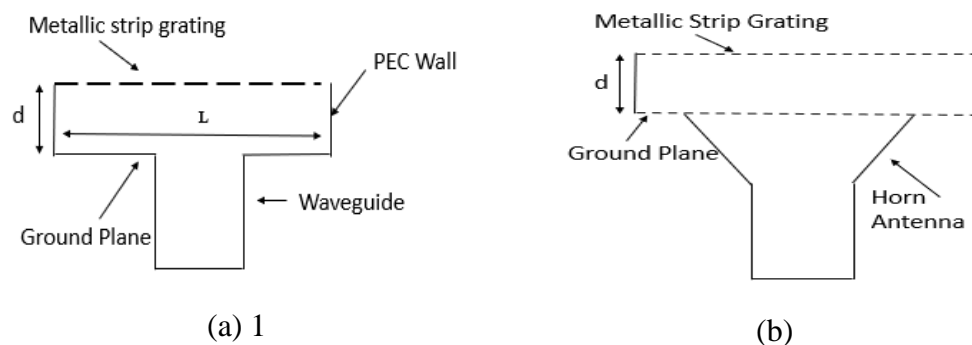 Metallic strip grating
PEC Wall
d
L
Waveguide
Ground Plane
(a) 1
Metallic Strip Grating
d
Ground Plane
Horn
Antenna
(b)